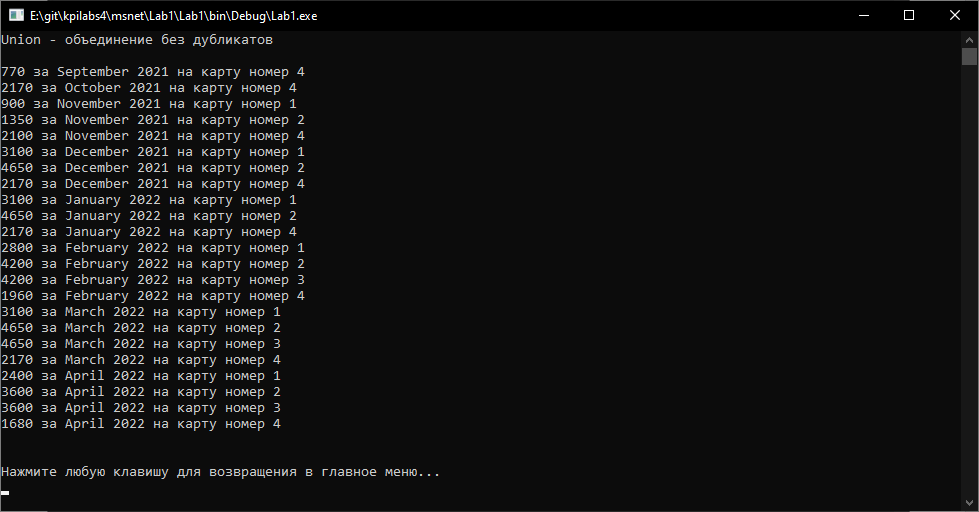 E:\git\kpilabs4\msnet\Lab1\Lab1\bin\Debug\Lab1.exe
Union - объединение без дубликатов
770 за September 2021 на карту номер 4
2170 за October 2021 на карту номер 4
900 за November 2021 на карту номер 1
1350 за November 2021 на карту номер 2
2100 за November 2021 на карту номер 4
3100 за December 2021 на карту номер 1
4650 за December 2021 на карту номер 2
2170 за December 2021 на карту номер 4
3100 за January 2022 на карту номер 1
4650 за January 2022 на карту номер 2
2170 за January 2022 на карту номер 4
2800 за February 2022 на карту номер 1
4200 за February 2022 на карту номер 2
4200 за February 2022 на карту номер 3
1960 за February 2022 на карту номер 4
3100 за March 2022 на карту номер 1
4650 за March 2022 на карту номер 2
4650 за March 2022 на карту номер 3
2170 за March 2022 на карту номер 4
2400 за April 2022 на карту номер 1
3600 за April 2022 на карту номер 2
3600 за April 2022 на карту номер 3
1680 за April 2022 на карту номер 4
Нажмите любую клавишу для возвращения в главное меню...